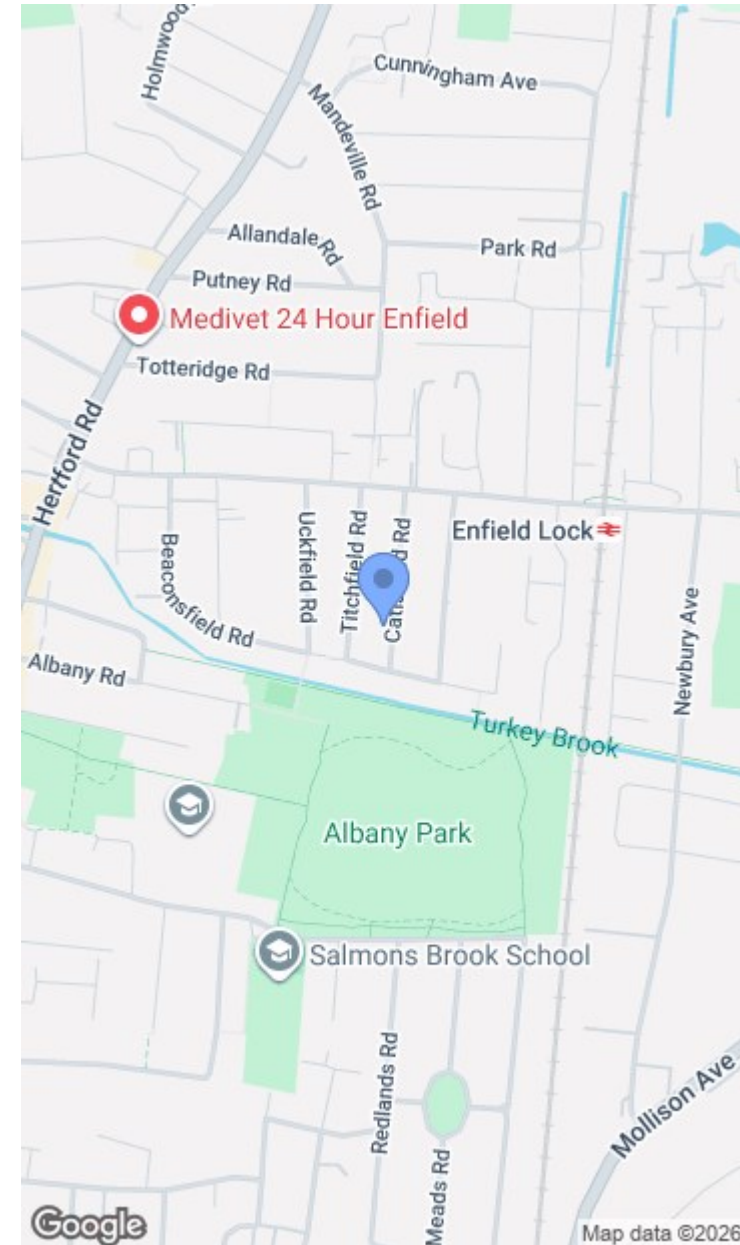 Holmwood
Cunningham Ave
Mandeville Rd
Allandale Rd
Park Rd
Putney Rd
Medivet 24 Hour Enfield
Totteridge Rd
Hertford Rd
Uckfield Rd
Titchfield Rd
Rd
Enfield Lock
Beaconsfield Rd
Newbury Ave
Albany Rd
Turkey Brook
Albany Park
Salmons Brook School
Redlands Rd
Meads Rd
Mollison Ave
Google
Map data ©2026